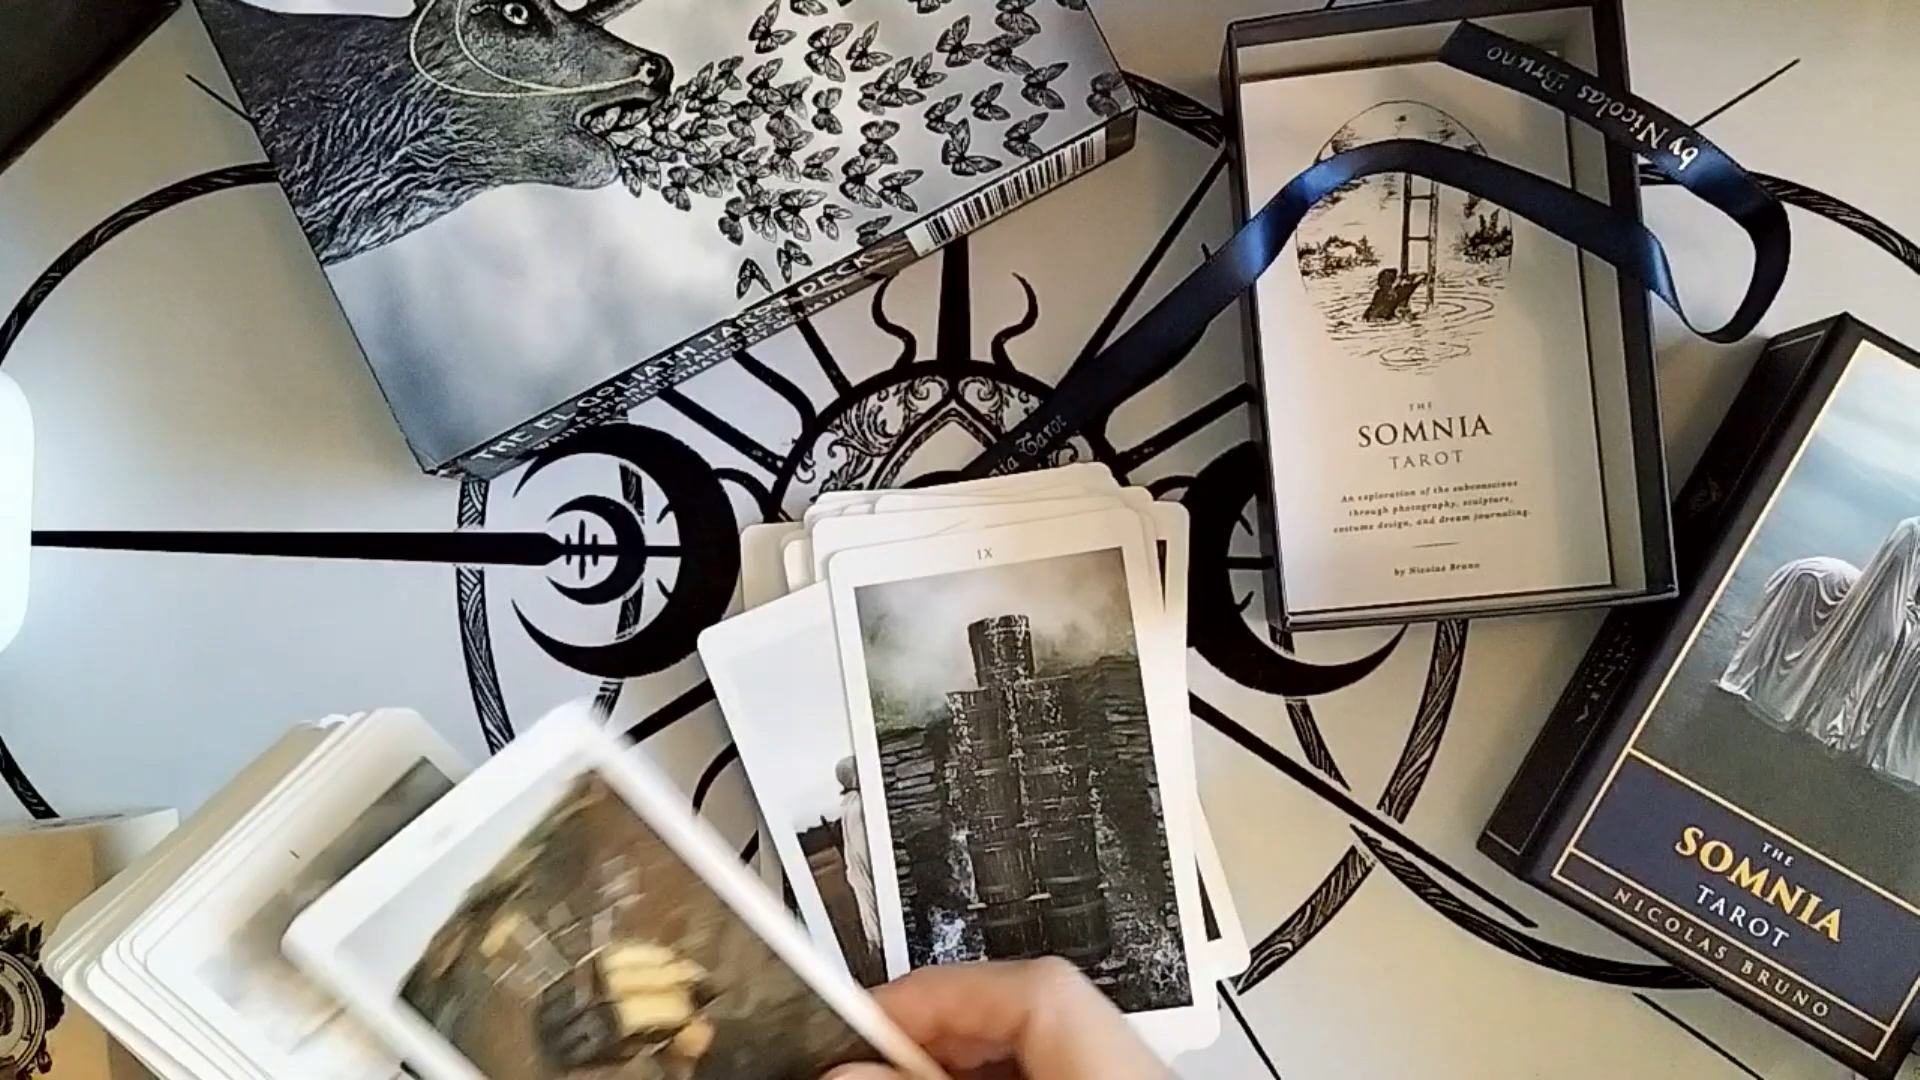 THE EL GOLIATH TAROT DECK
by Nicolas Bruno
THE
SOMNIA
TAROT
An exploration of the subconscious
through photography, sculpture,
costume design, and dream journaling.
by Nicolas Bruno
Tarot
IX
THE
SOMNIA
TAROT
NICOLAS BRUNO